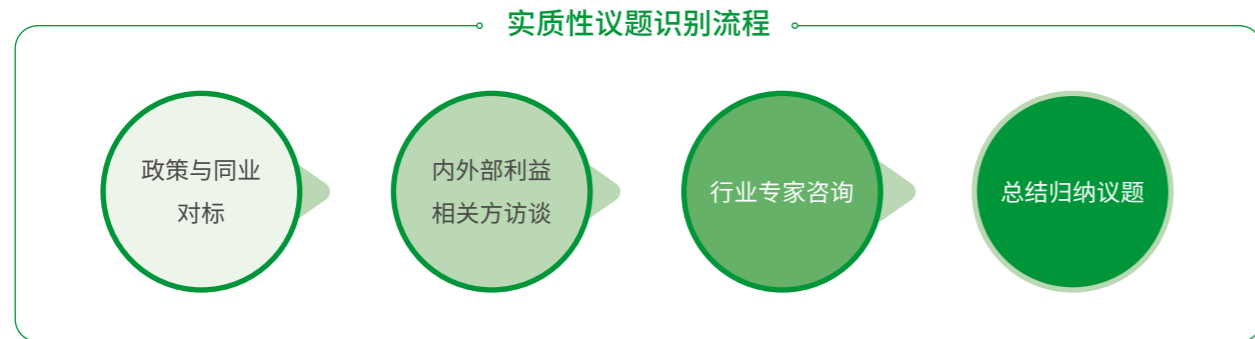 实质性议题识别流程
政策与同业
对标
内外部利益
相关方访谈
行业专家咨询
总结归纳议题